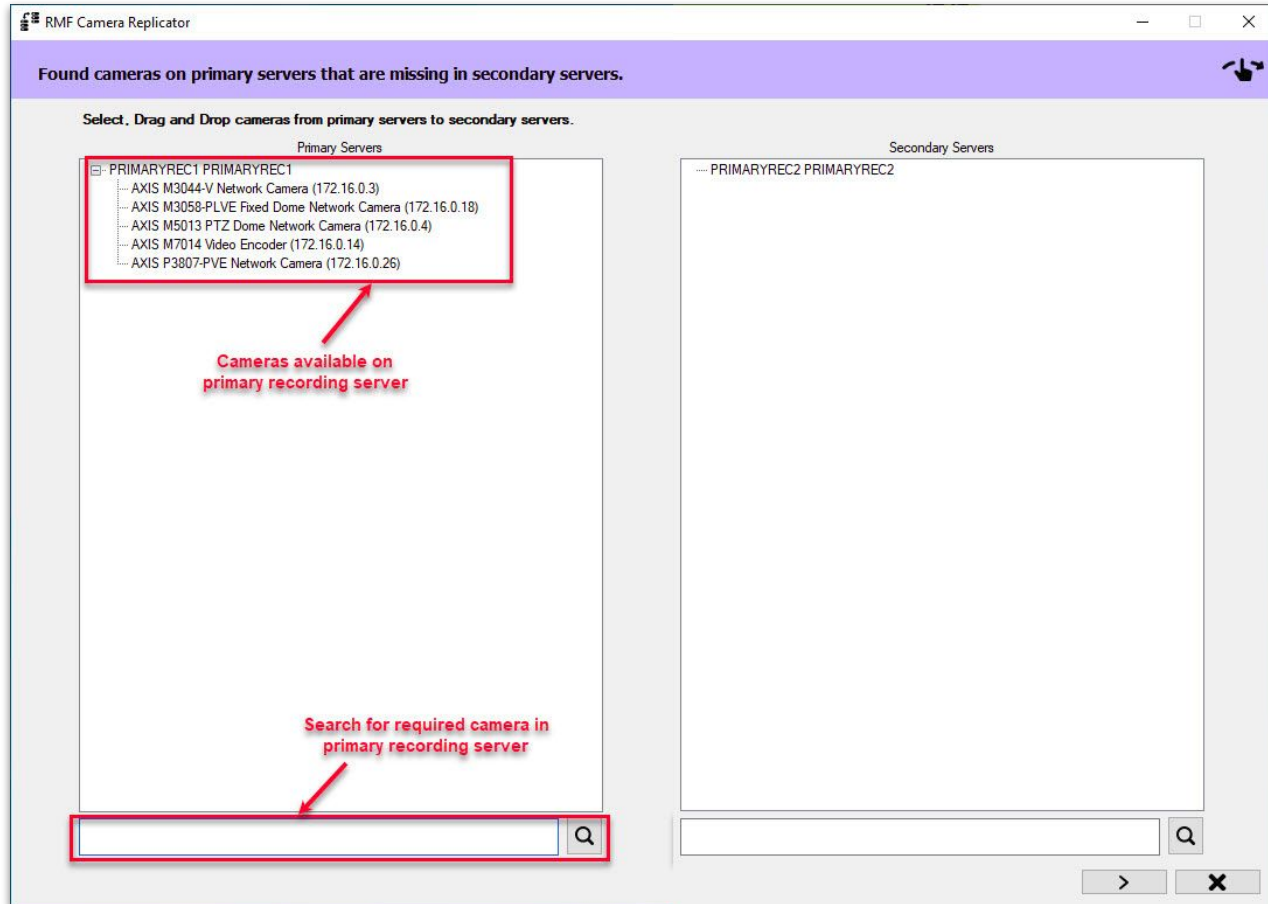 RMF Camera Replicator
Found cameras on primary servers that are missing in secondary servers.
Select, Drag and Drop cameras from primary servers to secondary servers.
Primary Servers
PRIMARYREC1 PRIMARYREC1
AXIS M3044-V Network Camera (172.16.0.3)
AXIS M3058-PLVE Fixed Dome Network Camera (172.16.0.18)
AXIS M5013 PTZ Dome Network Camera (172.16.0.4)
AXIS M7014 Video Encoder (172.16.0.14)
AXIS P3807-PVE Network Camera (172.16.0.26)
Cameras available on
primary recording server
Search for required camera in
primary recording server
Secondary Servers
PRIMARYREC2 PRIMARYREC2